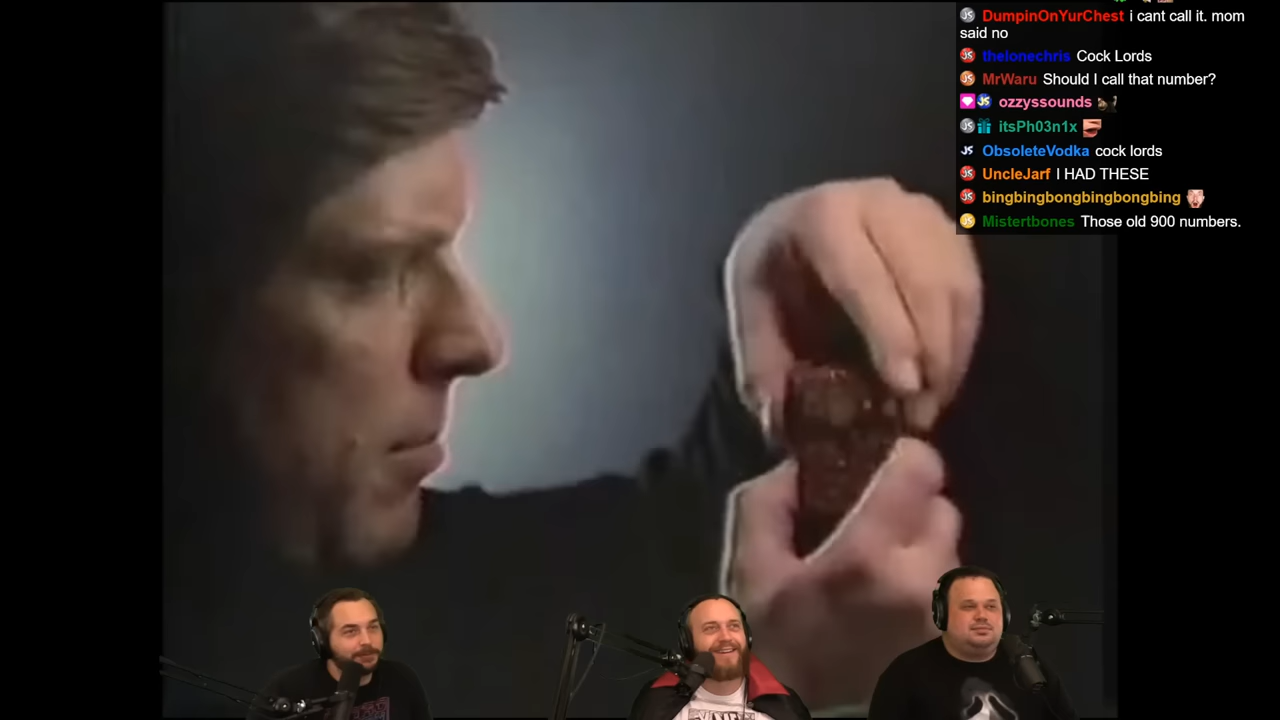 DumpinOnYurChest i cant call it. mom
said no
thelonechris Cock Lords
MrWaru Should I call that number?
ozzyssounds
itsPh03n1x
ObsoleteVodka cock lords
UncleJarf I HAD THESE
bingbingbongbingbongbing
Mistertbones Those old 900 numbers.